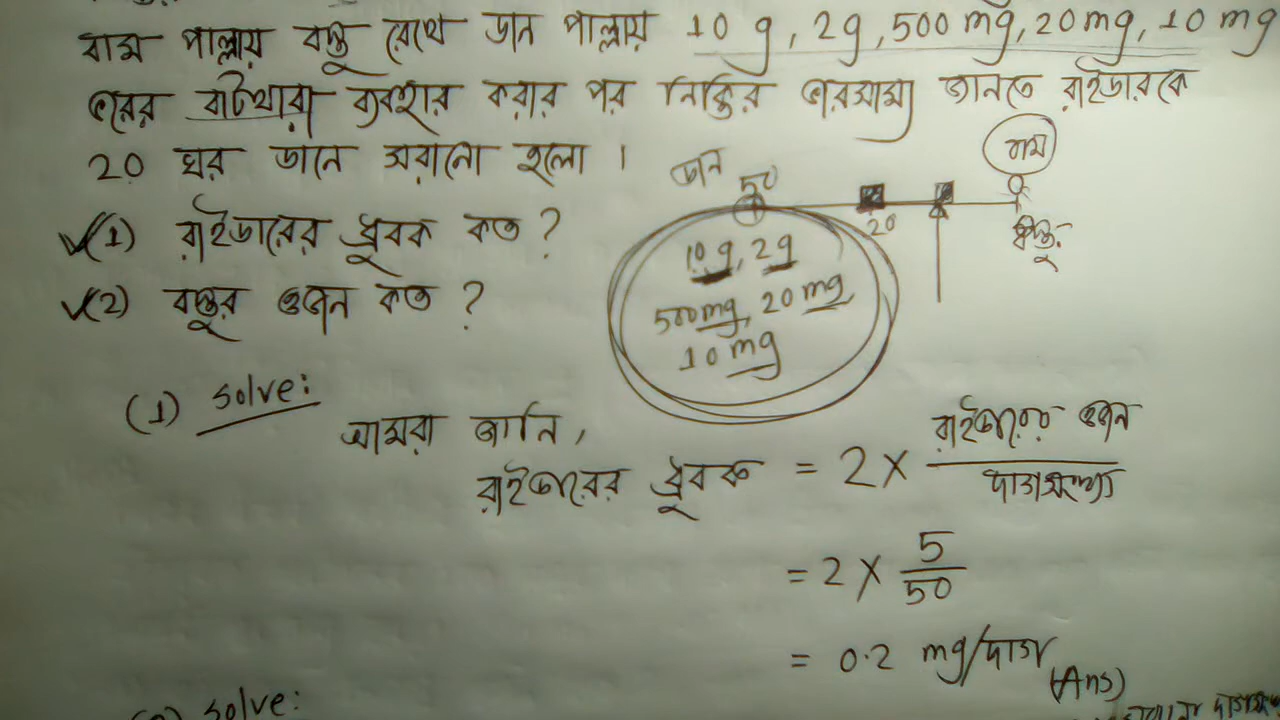 বাম পাল্লায় বস্তু রেখে ডান পাল্লায় 10 g, 2g, 500 mg, 20mg, 10 mg
ভরের বাটখারা ব্যবহার করার পর নিক্তির ভারসাম্য আনতে রাইডারকে
20 ঘর ডানে সরানো হলো ।
ডান
50
20
বাম
বস্তু
10 g, 2g
500mg, 20 mg,
10 mg
(1) রাইডারের ধ্রুবক কত ?
(2) বস্তুর ওজন কত ?
(1) solve:
আমরা জানি,
রাইডারের ধ্রুবক = 2 × রাইডারের ওজন / দাগসংখ্যা
= 2 × 5/50
= 0.2 mg/দাগ (Ans)
solve: